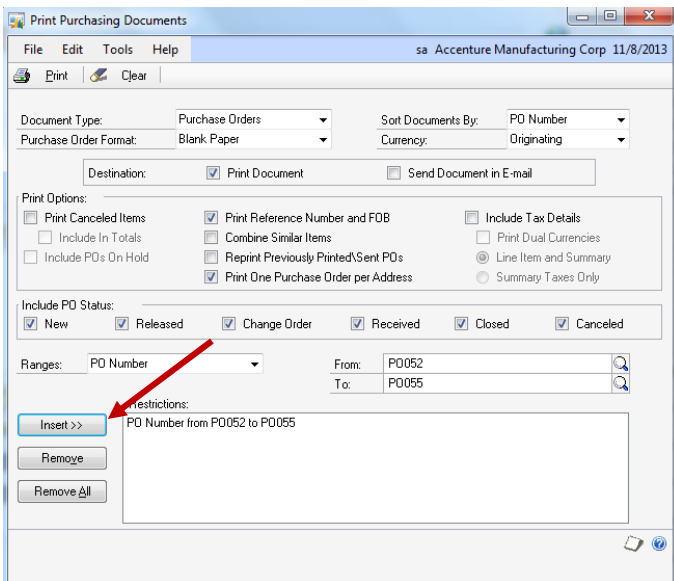 Print Purchasing Documents
File Edit Tools Help sa Accenture Manufacturing Corp 11/8/2013
Print Clear
Document Type: Purchase Orders Sort Documents By: PO Number
Purchase Order Format: Blank Paper Currency: Originating
Destination: Print Document Send Document in E-mail
Print Options:
Print Canceled Items Print Reference Number and FOB Include Tax Details
Include In Totals Combine Similar Items Print Dual Currencies
Include POs On Hold Reprint Previously Printed\Sent POs Line Item and Summary
Print One Purchase Order per Address Summary Taxes Only
Include PO Status:
New Released Change Order Received Closed Canceled
Ranges: PO Number From: PO052
To: PO055
Restrictions:
Insert >> PO Number from PO052 to PO055
Remove
Remove All